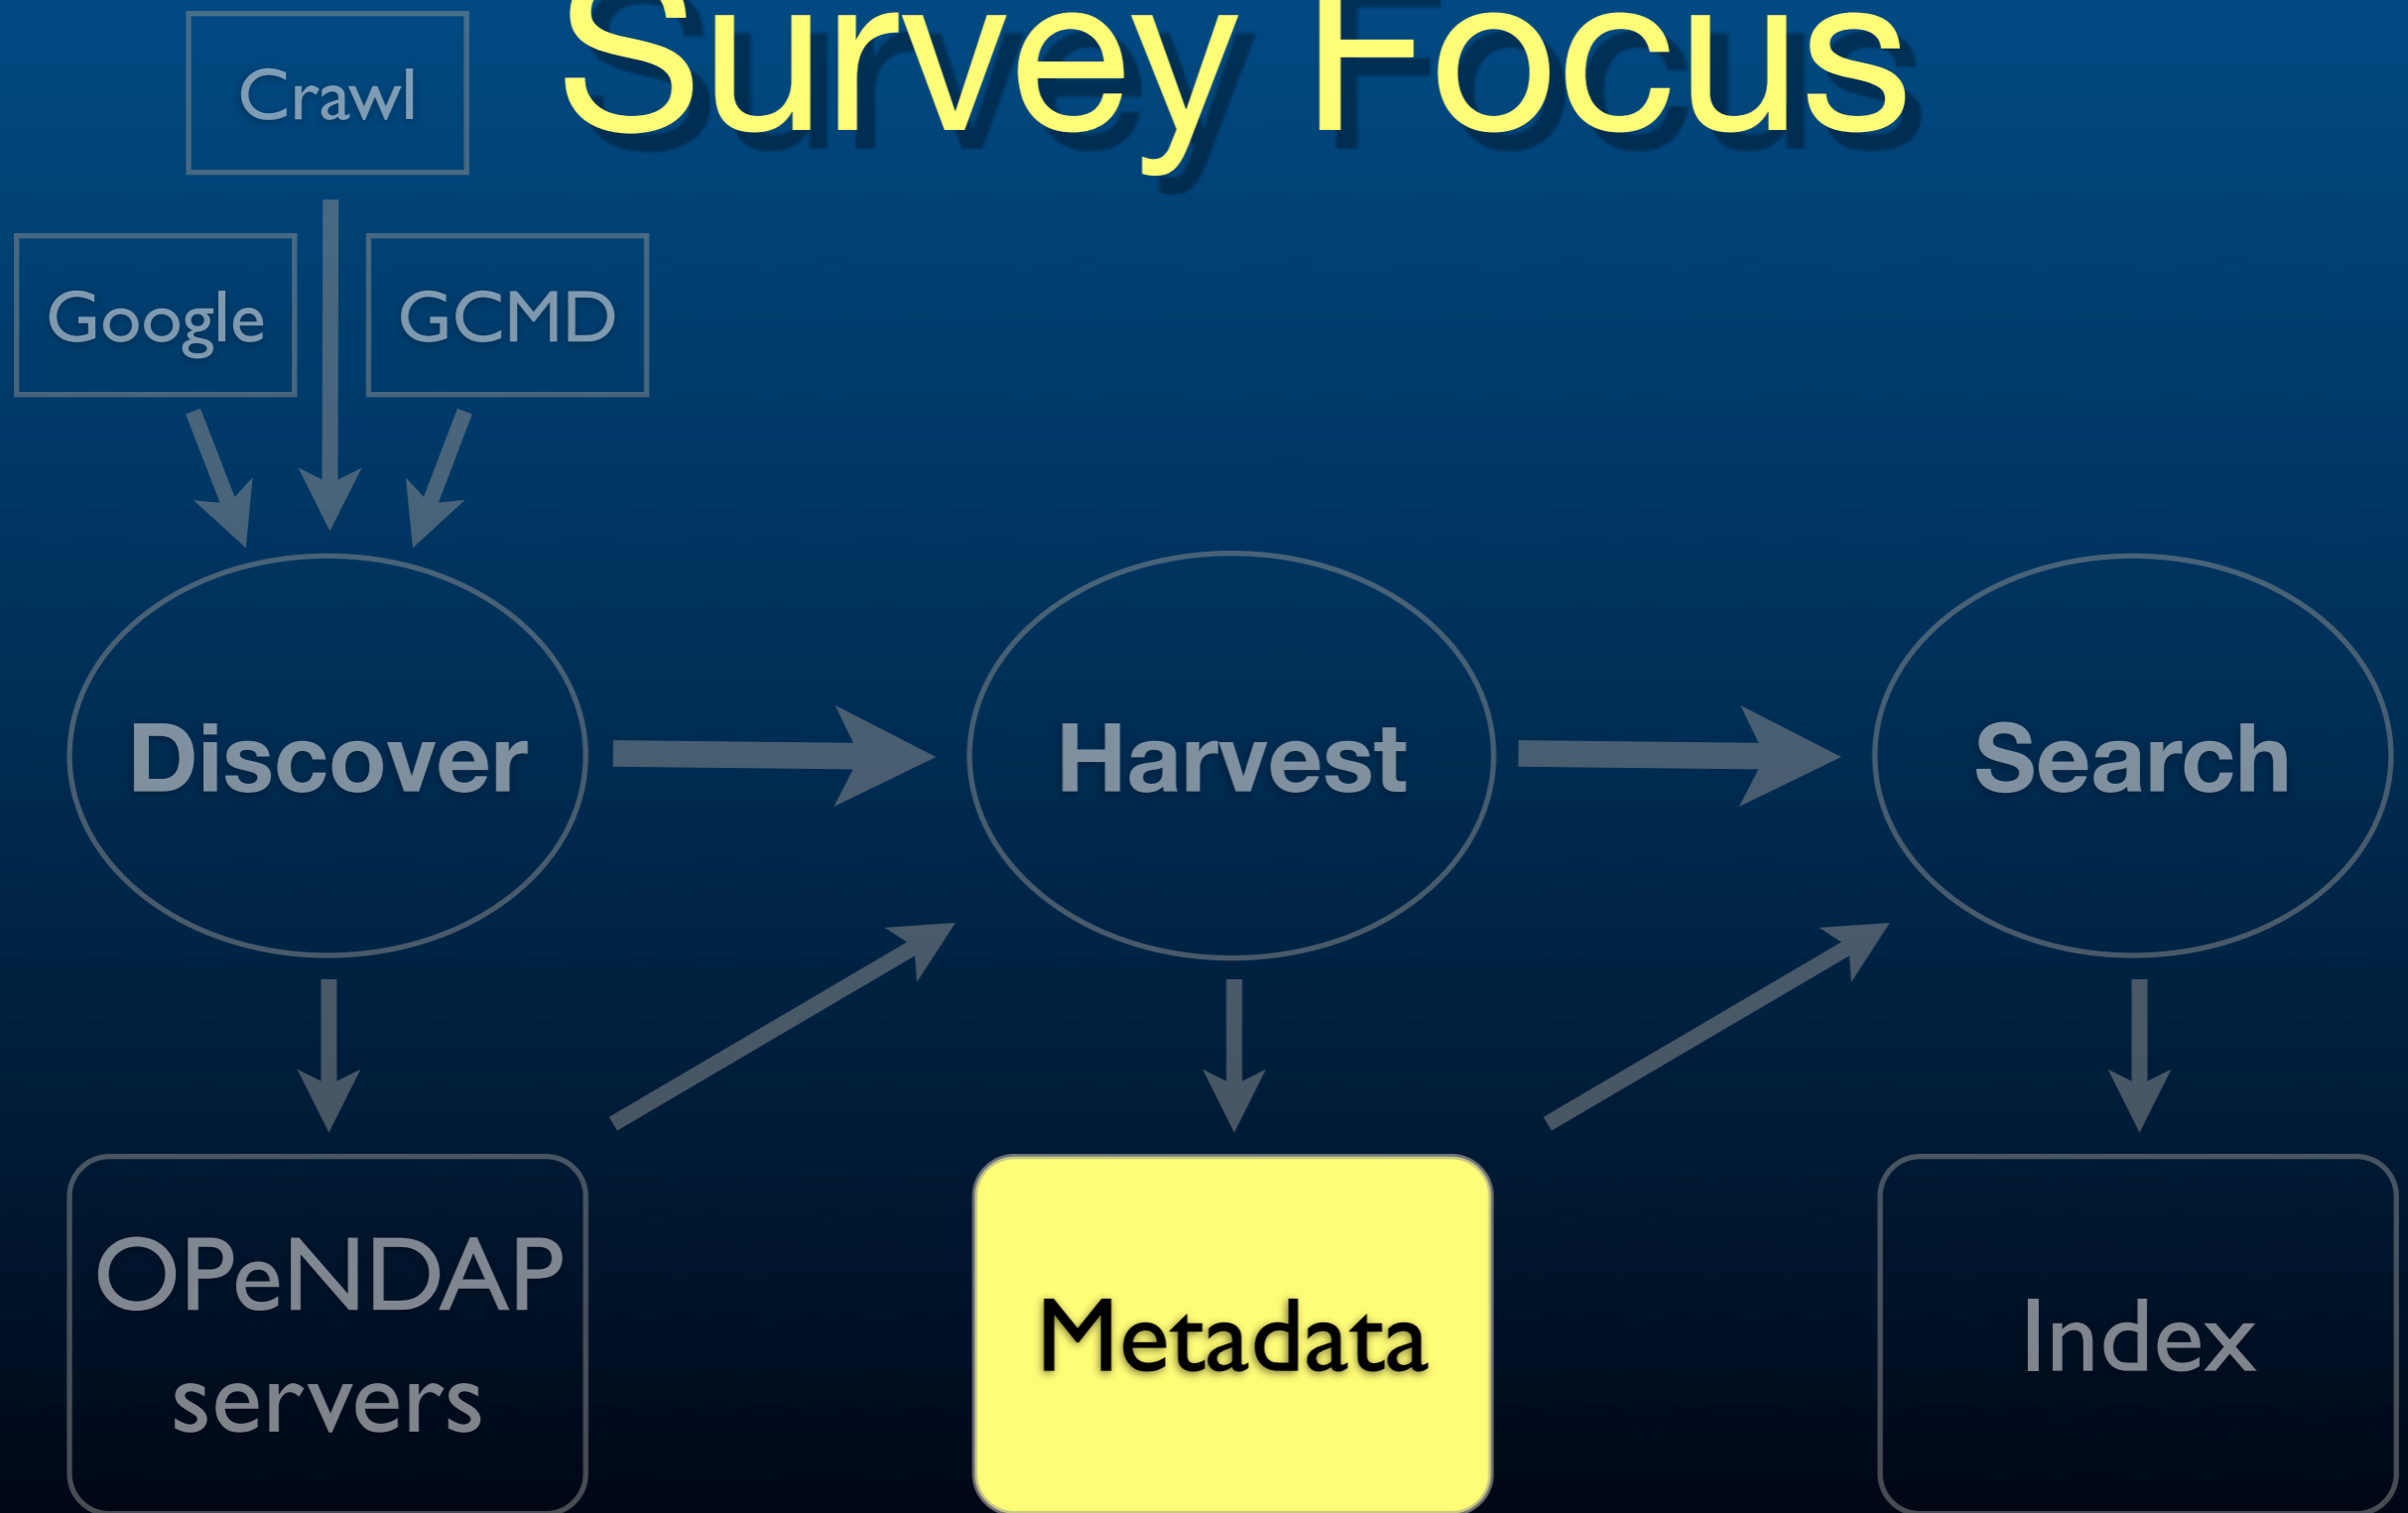 Survey Focus
Crawl
Google
GCMD
Discover
Harvest
Search
OPeNDAP
servers
Metadata
Index